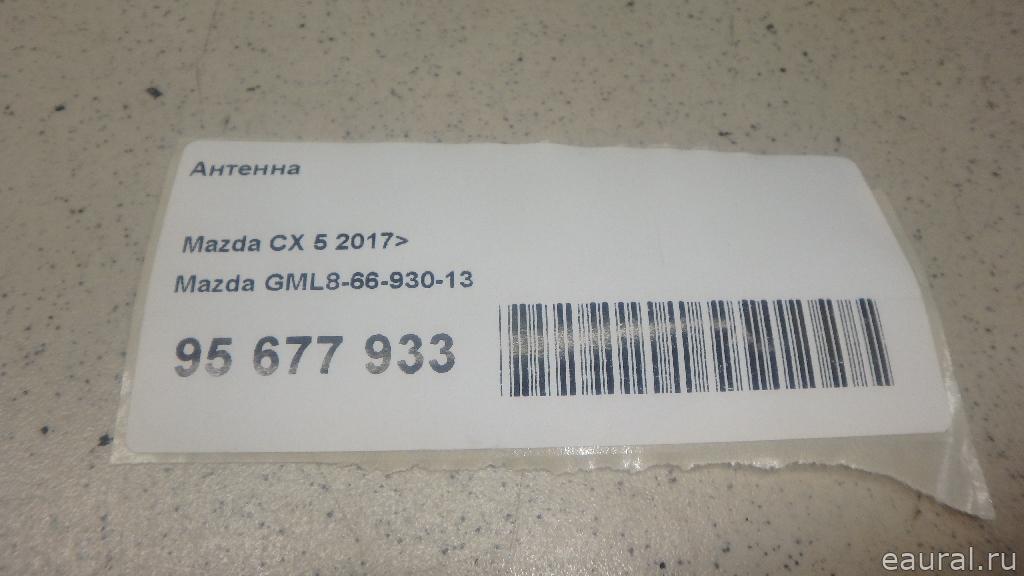 Антенна
Mazda CX 5 2017>
Mazda GML8-66-930-13
95 677 933
eaural.ru